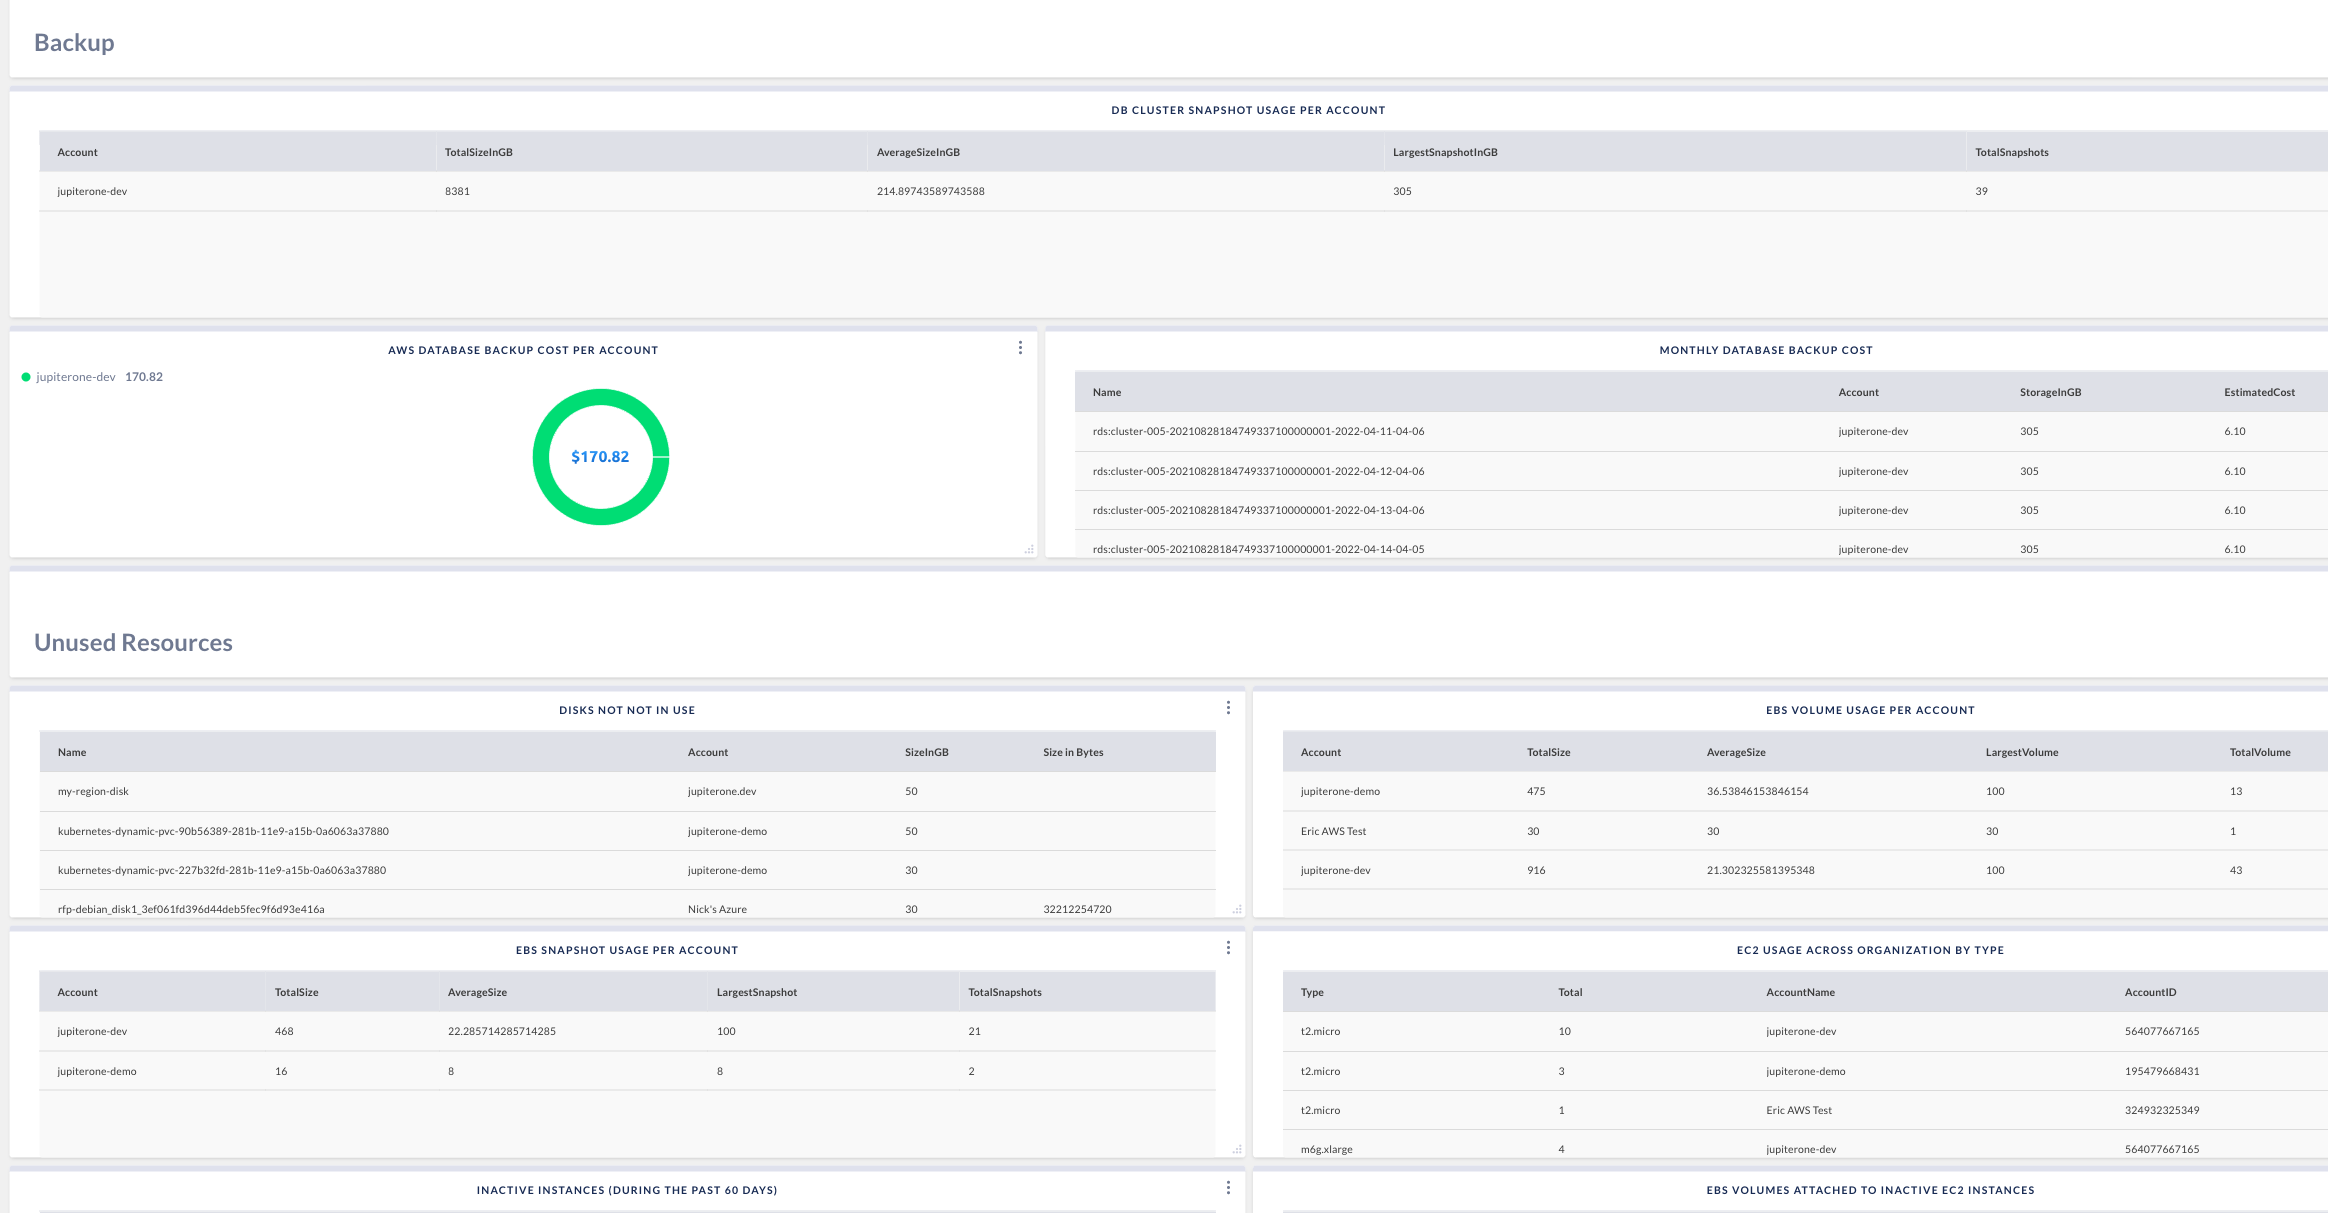 Backup
DB CLUSTER SNAPSHOT USAGE PER ACCOUNT
Account TotalSizeInGB AverageSizeInGB LargestSnapshotInGB TotalSnapshots
jupiterone-dev 8381 214.89743589743588 305 39
AWS DATABASE BACKUP COST PER ACCOUNT
jupiterone-dev 170.82
$170.82
MONTHLY DATABASE BACKUP COST
Name Account StorageInGB EstimatedCost
rds:cluster-005-20210828184749337100000001-2022-04-11-04-06 jupiterone-dev 305 6.10
rds:cluster-005-20210828184749337100000001-2022-04-12-04-06 jupiterone-dev 305 6.10
rds:cluster-005-20210828184749337100000001-2022-04-13-04-06 jupiterone-dev 305 6.10
rds:cluster-005-20210828184749337100000001-2022-04-14-04-05 jupiterone-dev 305 6.10
Unused Resources
DISKS NOT NOT IN USE
Name Account SizeInGB Size in Bytes
my-region-disk jupiterone.dev 50
kubernetes-dynamic-pvc-90b56389-281b-11e9-a15b-0a6063a37880 jupiterone-demo 50
kubernetes-dynamic-pvc-227b32fd-281b-11e9-a15b-0a6063a37880 jupiterone-demo 30
rfp-debian_disk1_3ef061fd396d44deb5fec9f6d93e416a Nick's Azure 30 32212254720
EBS VOLUME USAGE PER ACCOUNT
Account TotalSize AverageSize LargestVolume TotalVolume
jupiterone-demo 475 36.53846153846154 100 13
Eric AWS Test 30 30 30 1
jupiterone-dev 916 21.302325581395348 100 43
EBS SNAPSHOT USAGE PER ACCOUNT
Account TotalSize AverageSize LargestSnapshot TotalSnapshots
jupiterone-dev 468 22.285714285714285 100 21
jupiterone-demo 16 8 8 2
EC2 USAGE ACROSS ORGANIZATION BY TYPE
Type Total AccountName AccountID
t2.micro 10 jupiterone-dev 564077667165
t2.micro 3 jupiterone-demo 195479668431
t2.micro 1 Eric AWS Test 324932325349
m6g.xlarge 4 jupiterone-dev 564077667165
INACTIVE INSTANCES (DURING THE PAST 60 DAYS)
EBS VOLUMES ATTACHED TO INACTIVE EC2 INSTANCES